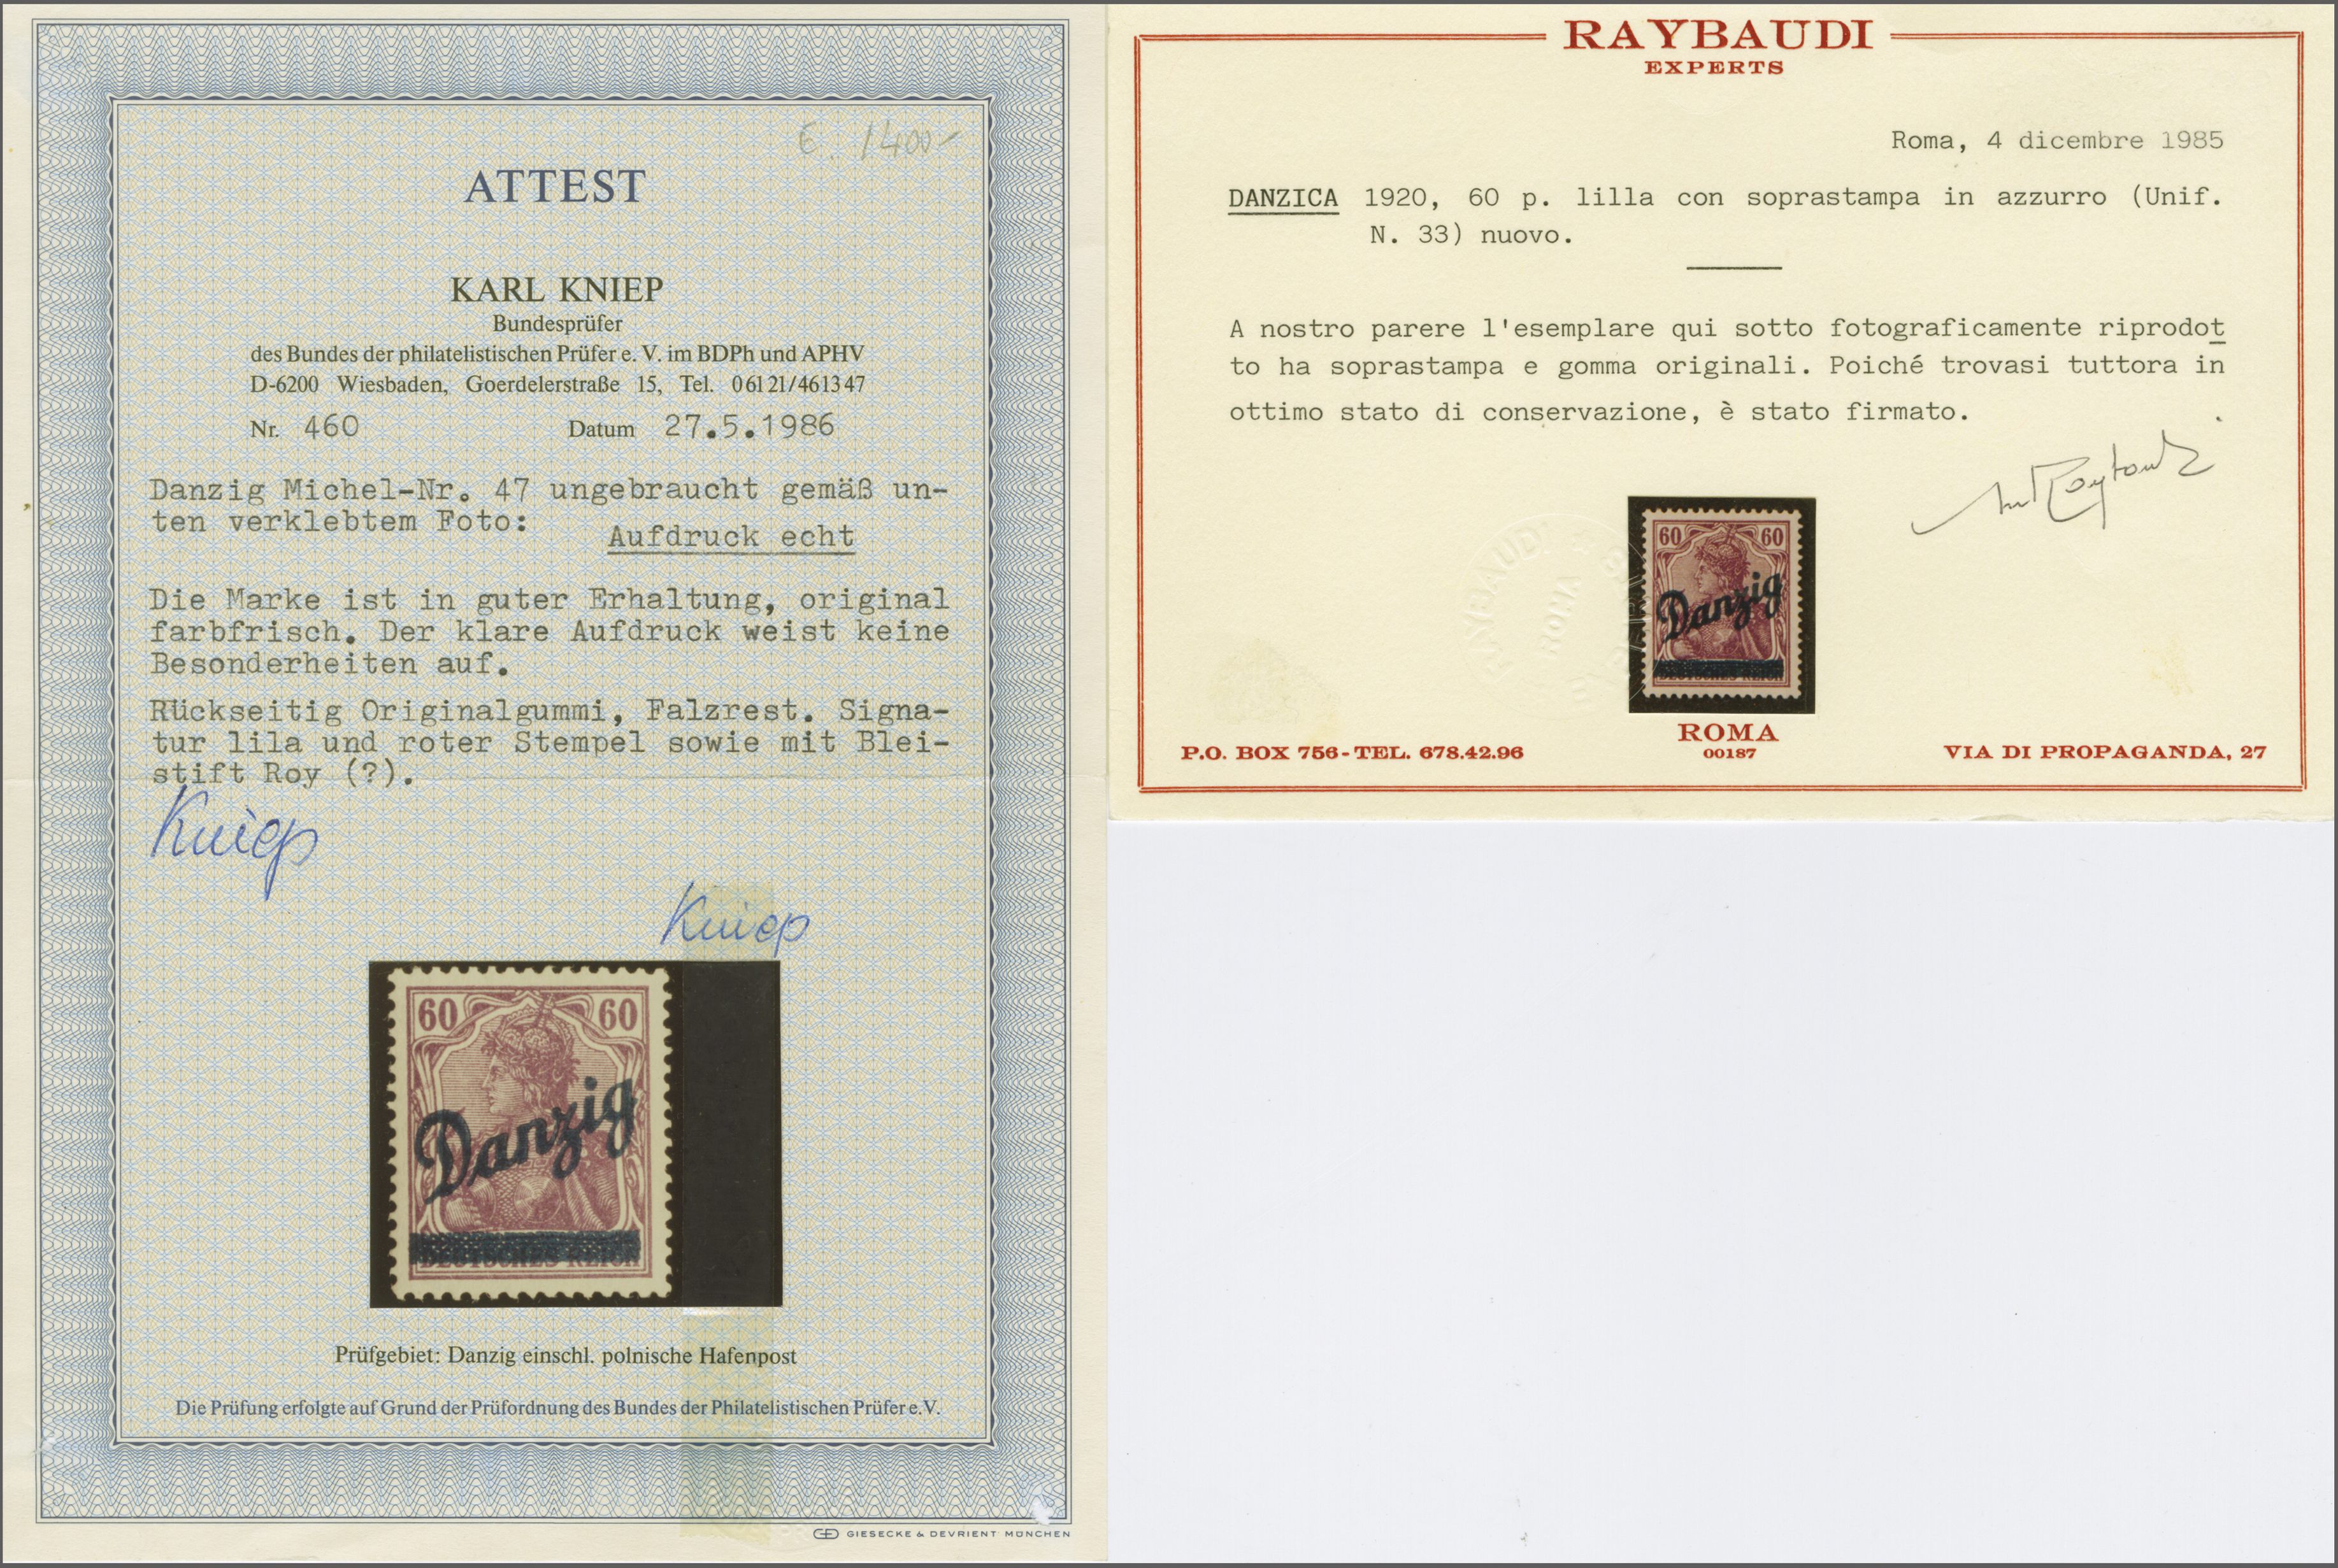 € 1400-
ATTEST
KARL KNIEP
Bundesprüfer
des Bundes der philatelistischen Prüfer e. V. im BDPh und APHV
D-6200 Wiesbaden, Goerdelerstraße 15, Tel. 06121/461347
Nr. 460 Datum 27.5.1986
Danzig Michel-Nr. 47 ungebraucht gemäß un-
ten verklebtem Foto:
Aufdruck echt
Die Marke ist in guter Erhaltung, original
farbfrisch. Der klare Aufdruck weist keine
Besonderheiten auf.
Rückseitig Originalgummi, Falzrest. Signa-
tur lila und roter Stempel sowie mit Blei-
stift Roy (?).
Kniep
Kniep
60 60
Danzig
DEUTSCHES REICH
Prüfgebiet: Danzig einschl. polnische Hafenpost
Die Prüfung erfolgte auf Grund der Prüfordnung des Bundes der Philatelistischen Prüfer e.V.
GIESECKE & DEVRIENT MÜNCHEN
RAYBAUDI
EXPERTS
Roma, 4 dicembre 1985
DANZICA 1920, 60 p. lilla con soprastampa in azzurro (Unif.
N. 33) nuovo.
A nostro parere l'esemplare qui sotto fotograficamente riprodot
to ha soprastampa e gomma originali. Poiché trovasi tuttora in
ottimo stato di conservazione, è stato firmato.
RAYBAUDI
ROMA
60 60
Danzig
DEUTSCHES REICH
P.O. BOX 756 - TEL. 678.42.96
ROMA
00187
VIA DI PROPAGANDA, 27